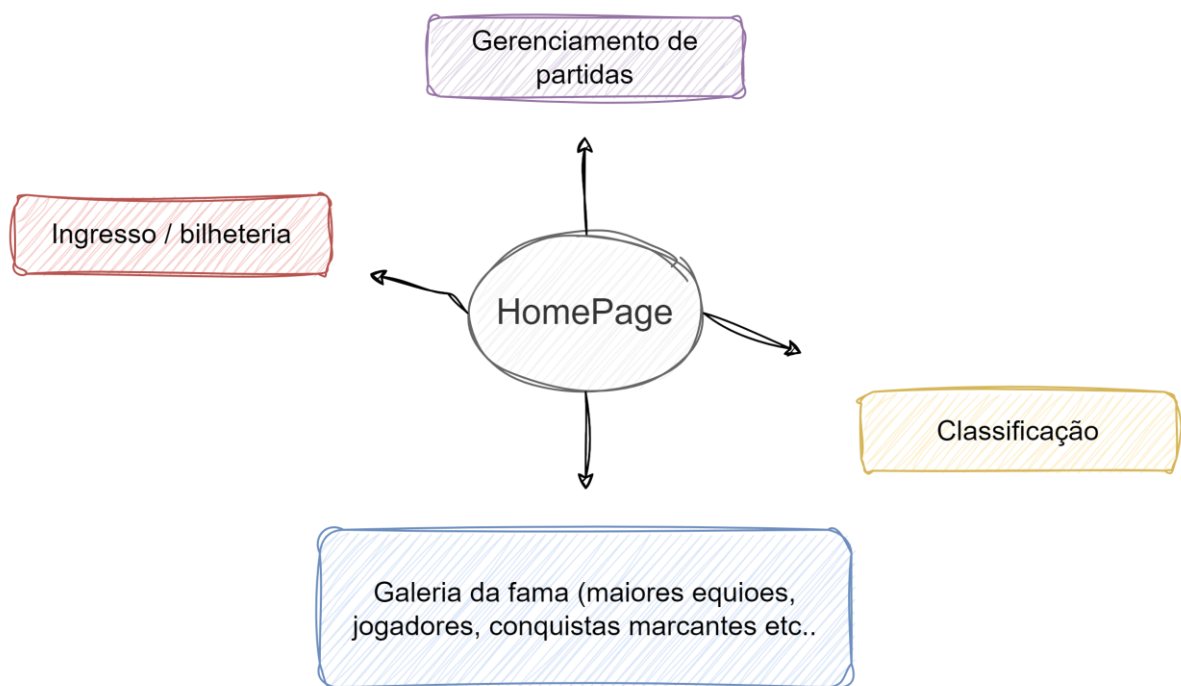 Gerenciamento de
partidas
Ingresso / bilheteria
HomePage
Classificação
Galeria da fama (maiores equioes,
jogadores, conquistas marcantes etc..